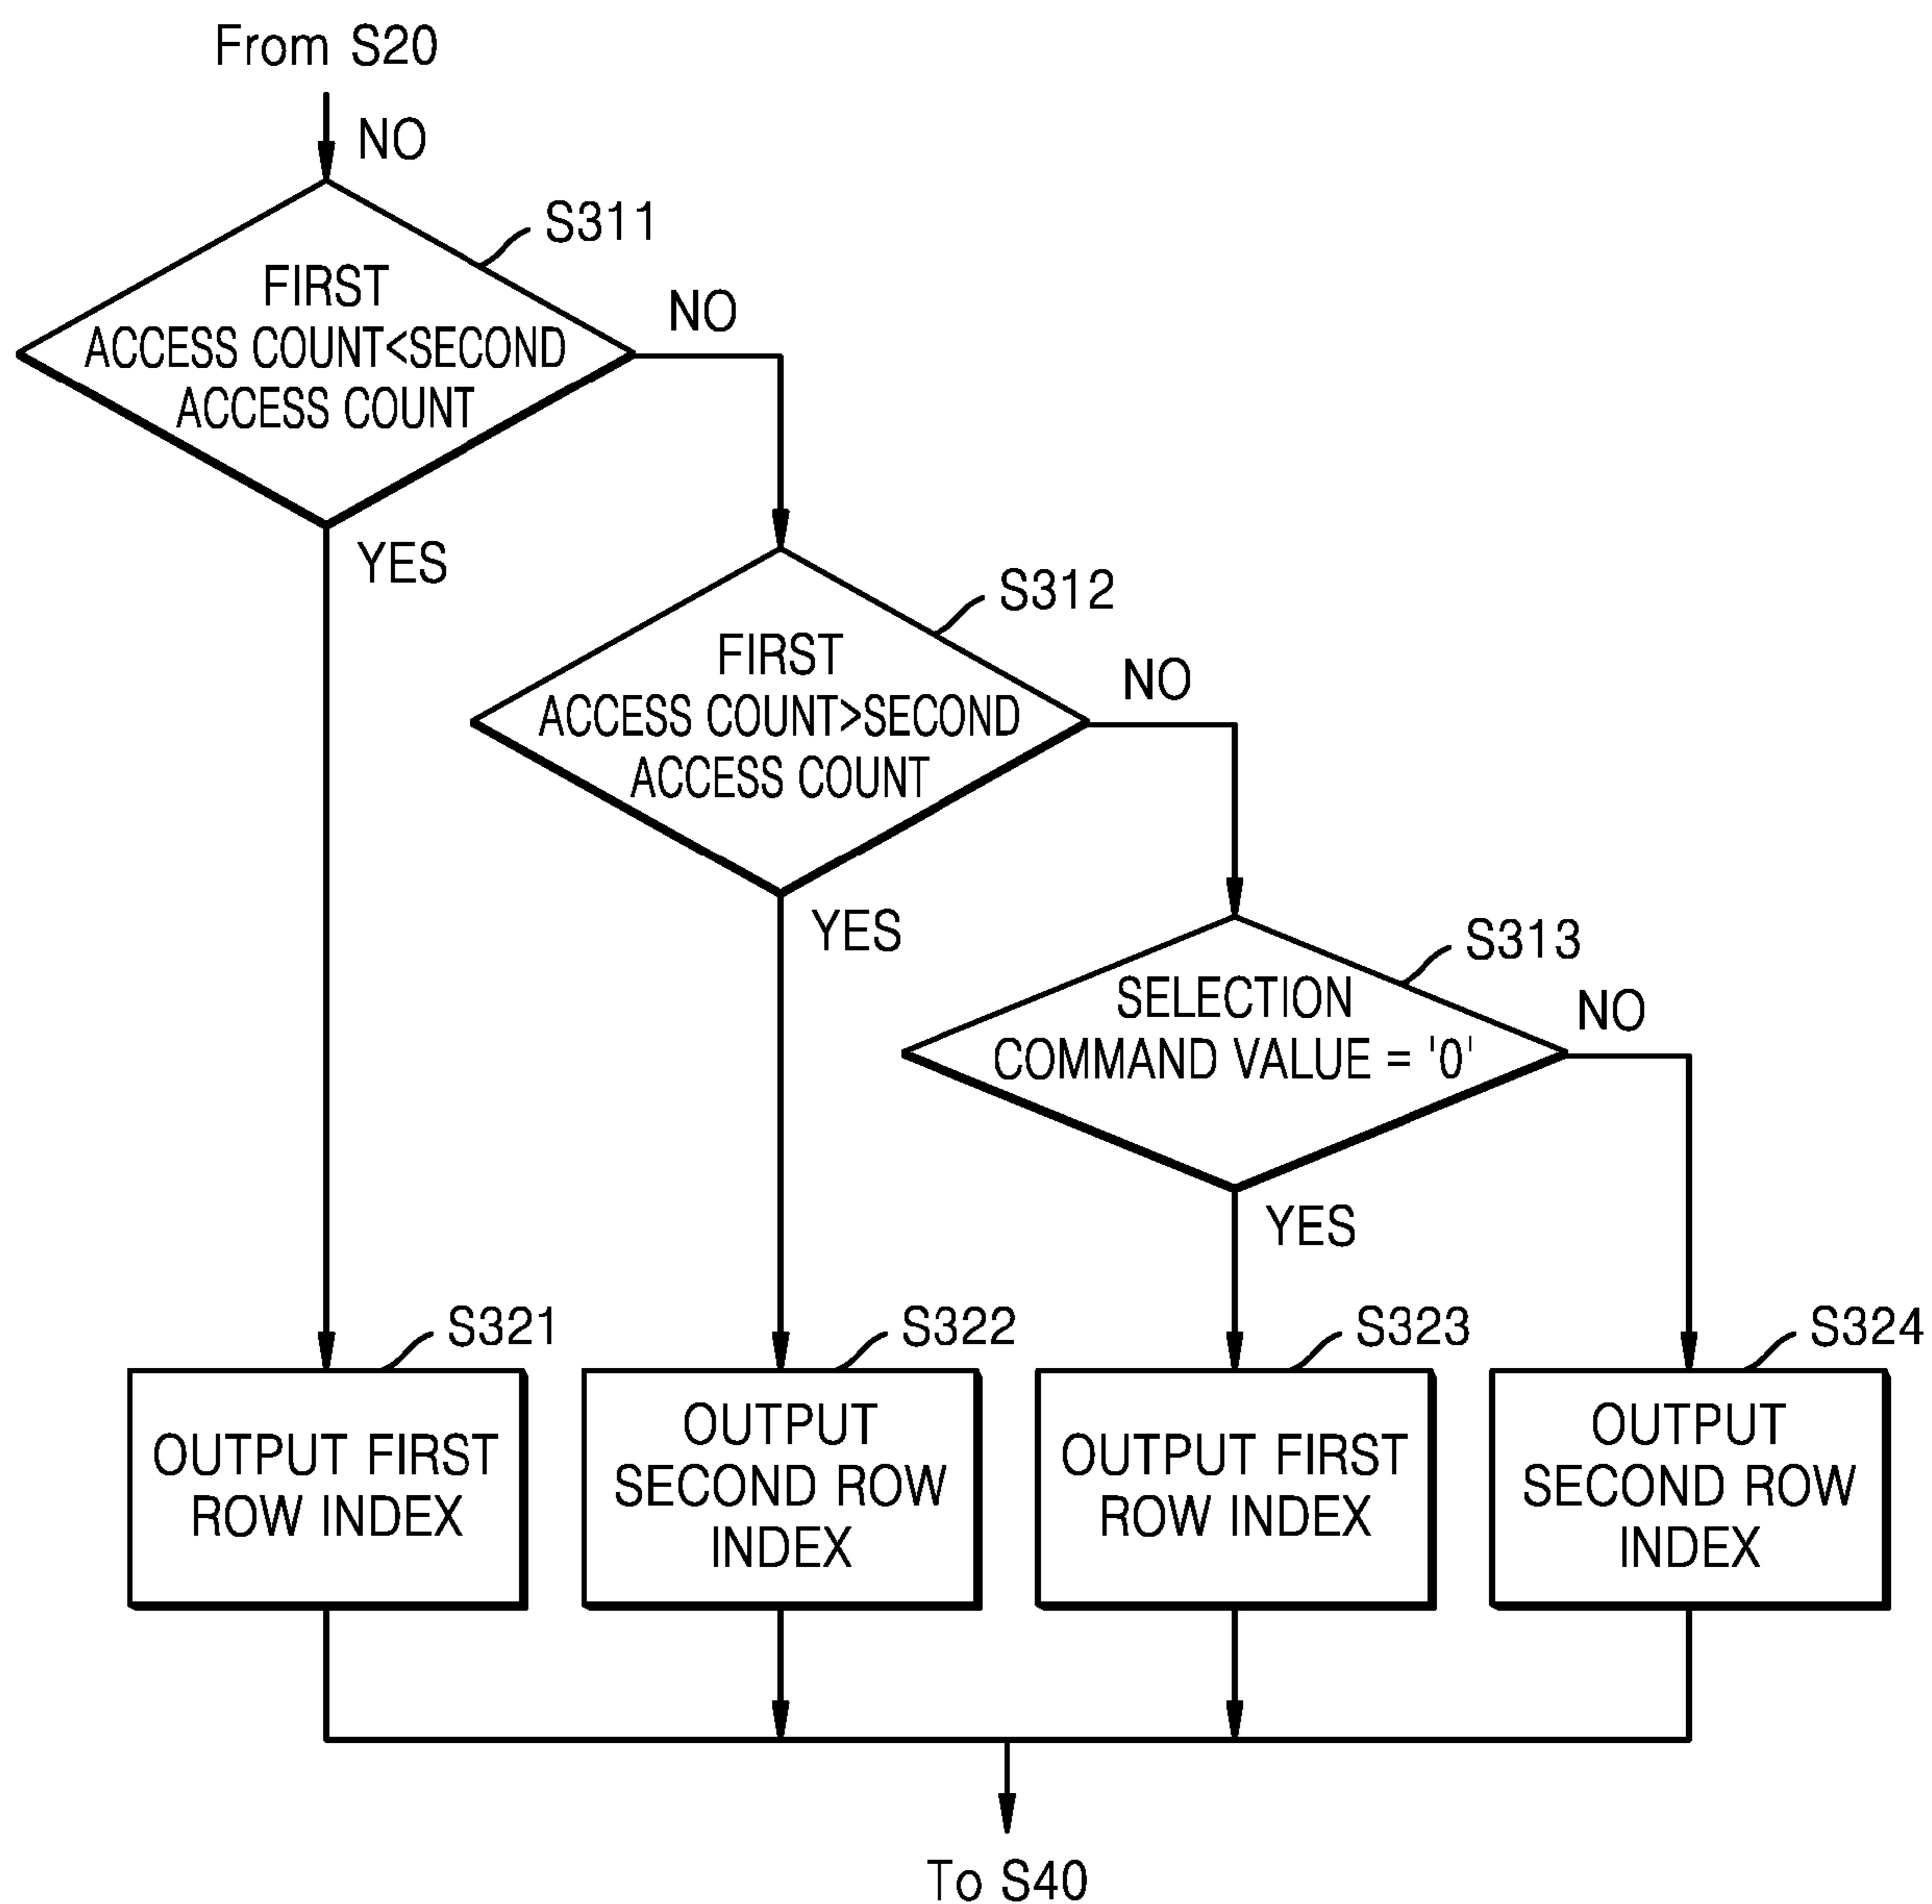 From S20
NO
S311
FIRST
ACCESS COUNT<SECOND
ACCESS COUNT
NO
YES
S312
FIRST
ACCESS COUNT>SECOND
ACCESS COUNT
NO
YES
S313
SELECTION
COMMAND VALUE = '0'
NO
YES
S321
OUTPUT FIRST
ROW INDEX
S322
OUTPUT
SECOND ROW
INDEX
S323
OUTPUT FIRST
ROW INDEX
S324
OUTPUT
SECOND ROW
INDEX
To S40